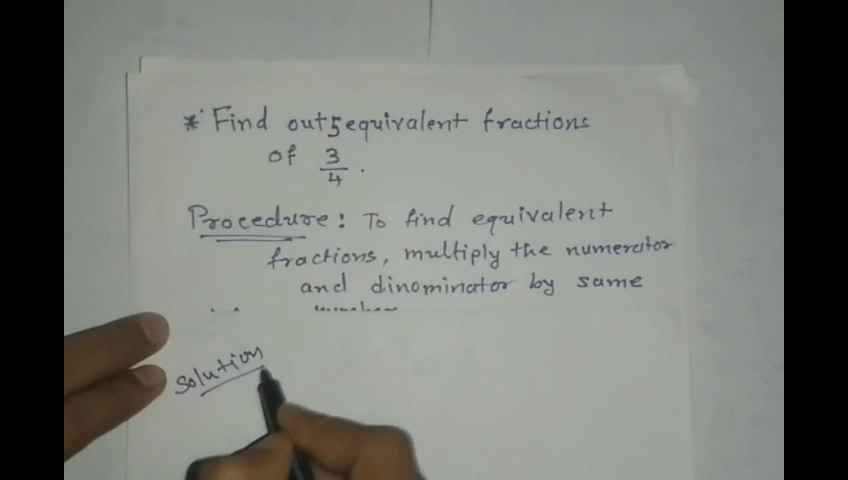 * Find out 5 equivalent fractions
of 3/4.
Procedure: To find equivalent
fractions, multiply the numerator
and dinominator by same
Solution